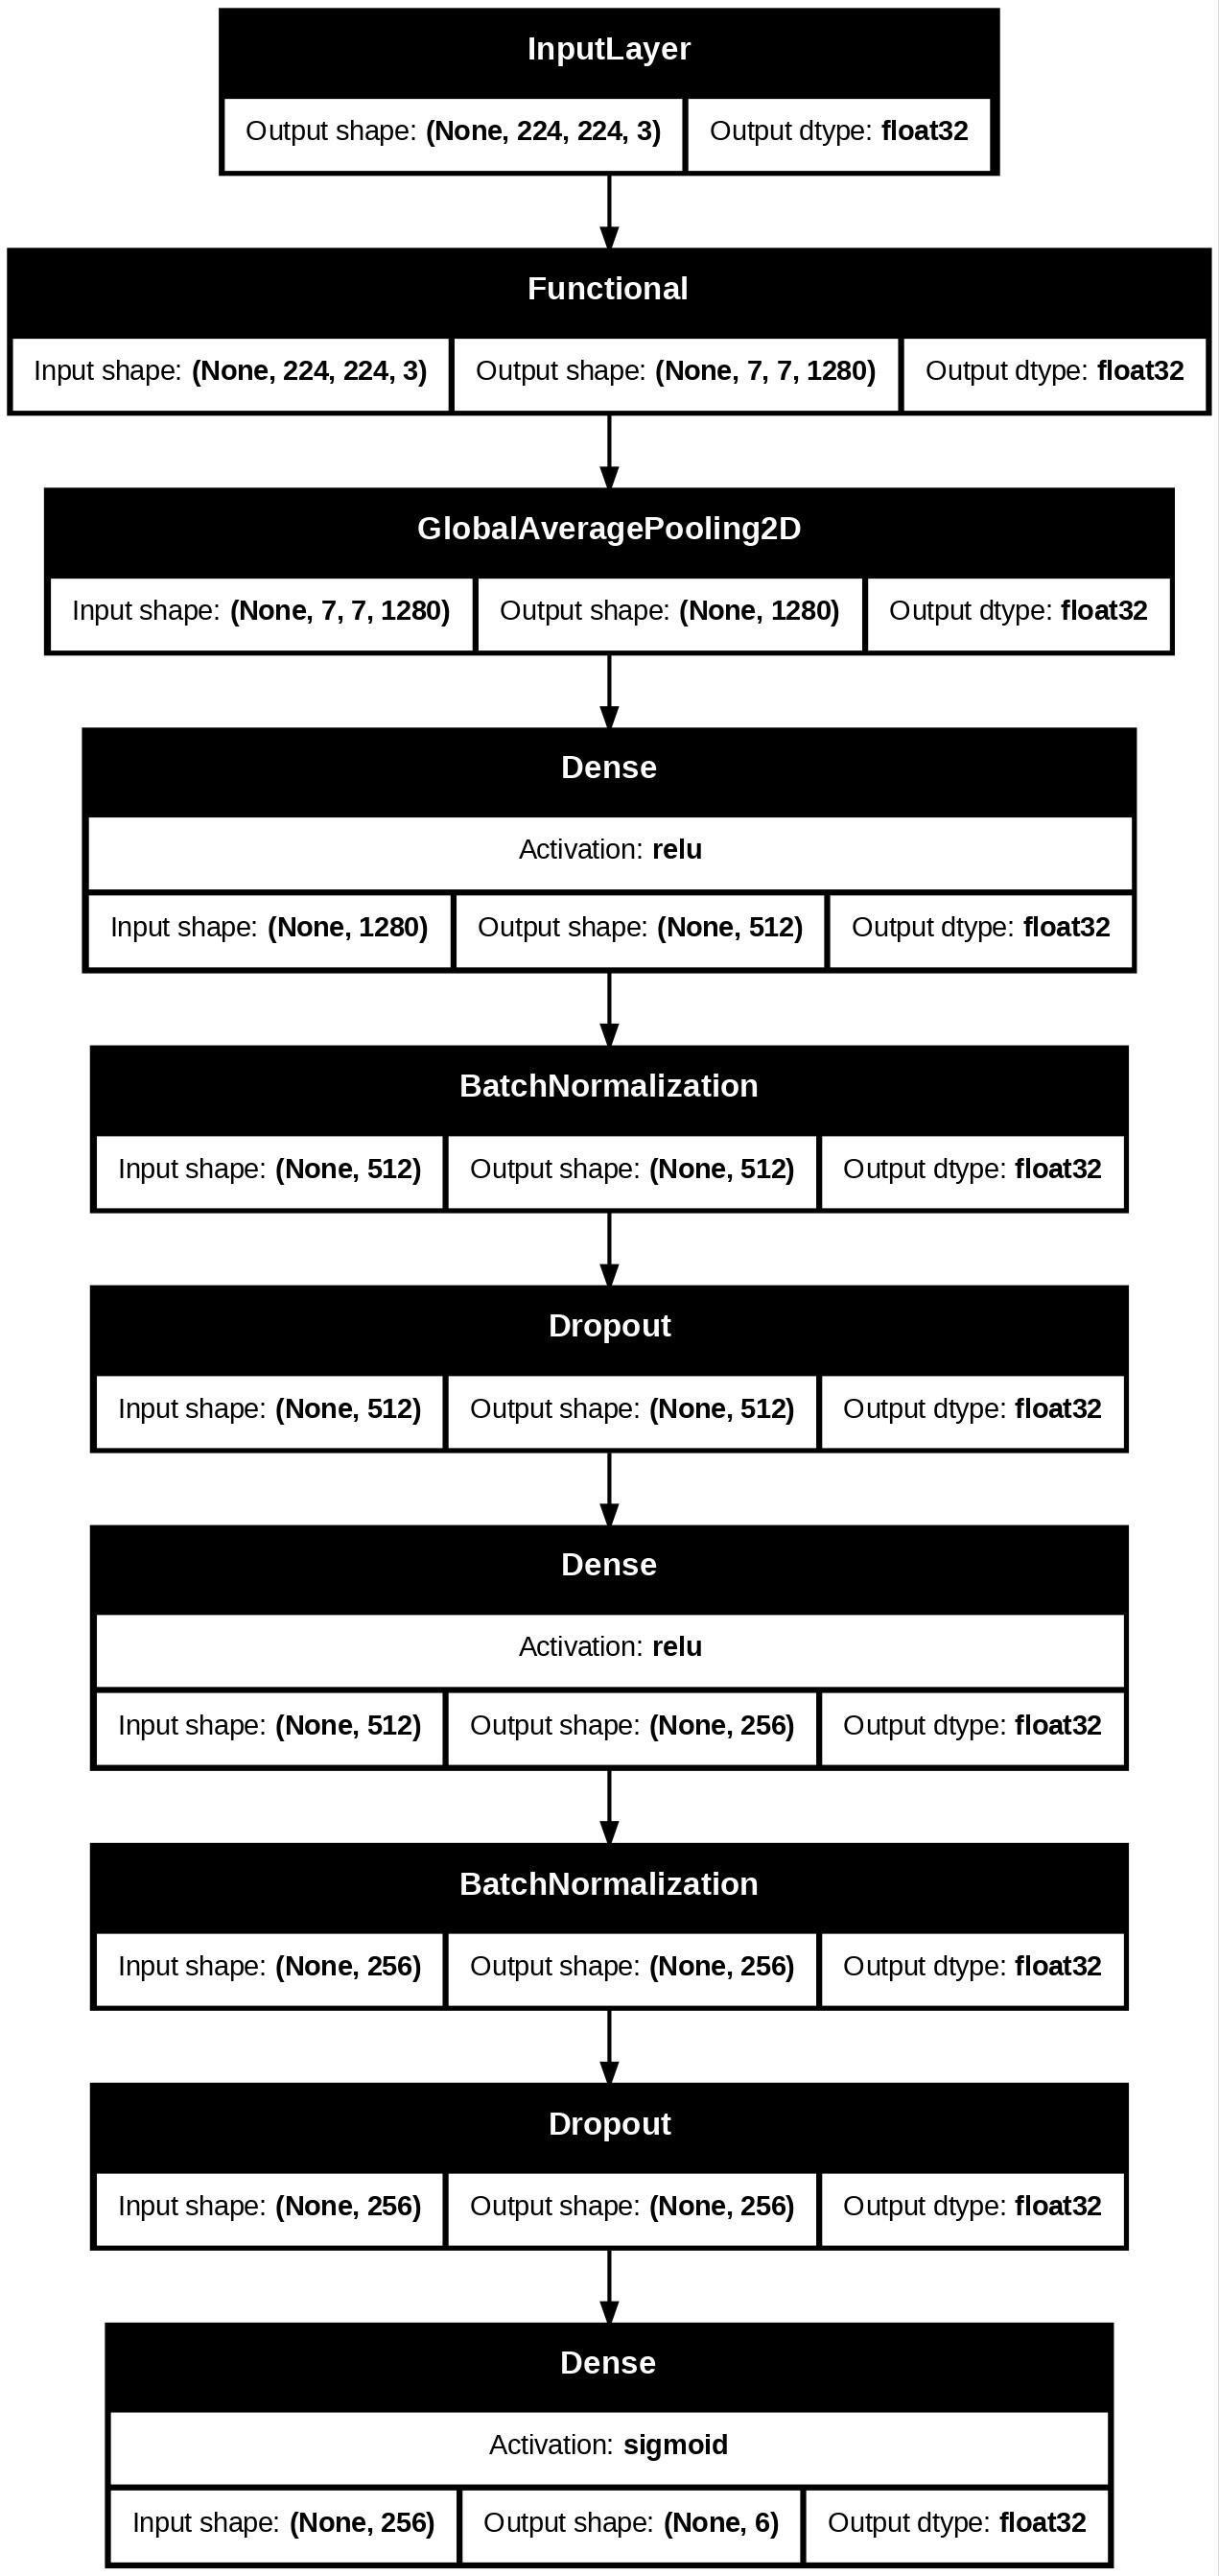 InputLayer
Output shape: (None, 224, 224, 3) Output dtype: float32
Functional
Input shape: (None, 224, 224, 3) Output shape: (None, 7, 7, 1280) Output dtype: float32
GlobalAveragePooling2D
Input shape: (None, 7, 7, 1280) Output shape: (None, 1280) Output dtype: float32
Dense
Activation: relu
Input shape: (None, 1280) Output shape: (None, 512) Output dtype: float32
BatchNormalization
Input shape: (None, 512) Output shape: (None, 512) Output dtype: float32
Dropout
Input shape: (None, 512) Output shape: (None, 512) Output dtype: float32
Dense
Activation: relu
Input shape: (None, 512) Output shape: (None, 256) Output dtype: float32
BatchNormalization
Input shape: (None, 256) Output shape: (None, 256) Output dtype: float32
Dropout
Input shape: (None, 256) Output shape: (None, 256) Output dtype: float32
Dense
Activation: sigmoid
Input shape: (None, 256) Output shape: (None, 6) Output dtype: float32